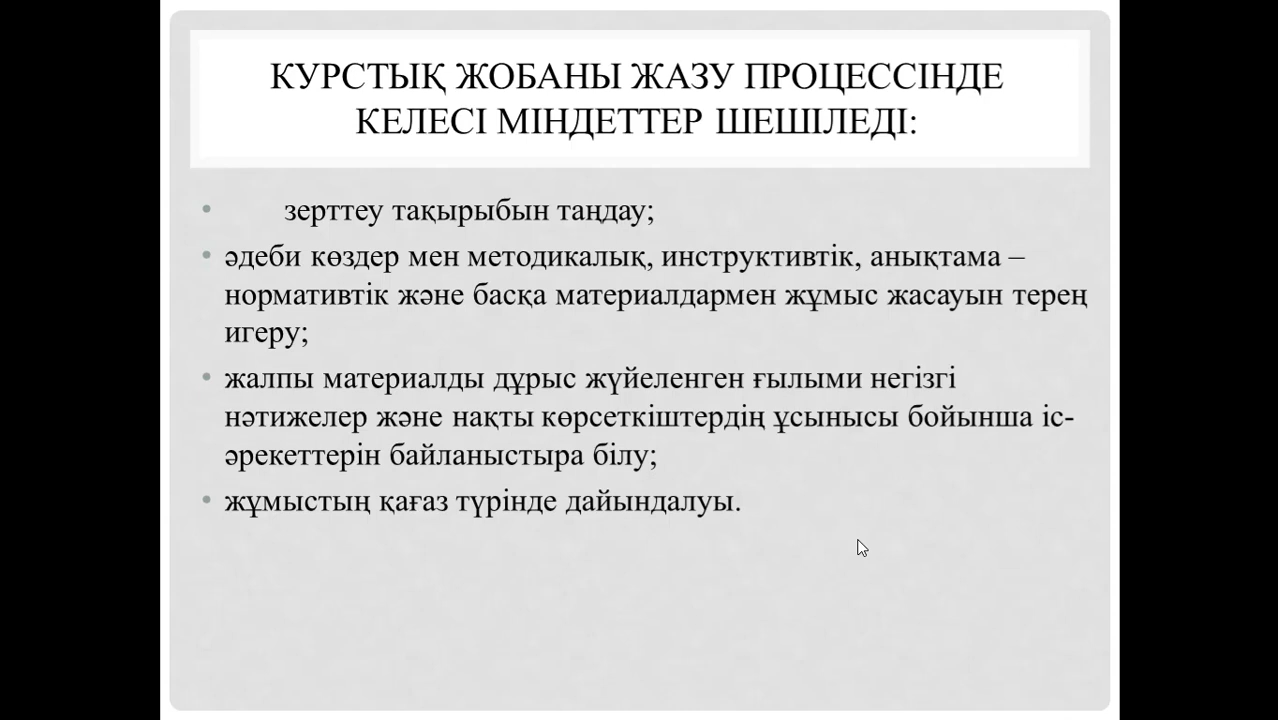 КУРСТЫҚ ЖОБАНЫ ЖАЗУ ПРОЦЕССІНДЕ
КЕЛЕСІ МІНДЕТТЕР ШЕШІЛЕДІ:
• зерттеу тақырыбын таңдау;
• әдеби көздер мен методикалық, инструктивтік, анықтама –
нормативтік және басқа материалдармен жұмыс жасауын терең
игеру;
• жалпы материалды дұрыс жүйеленген ғылыми негізгі
нәтижелер және нақты көрсеткіштердің ұсынысы бойынша іс-
әрекеттерін байланыстыра білу;
• жұмыстың қағаз түрінде дайындалуы.